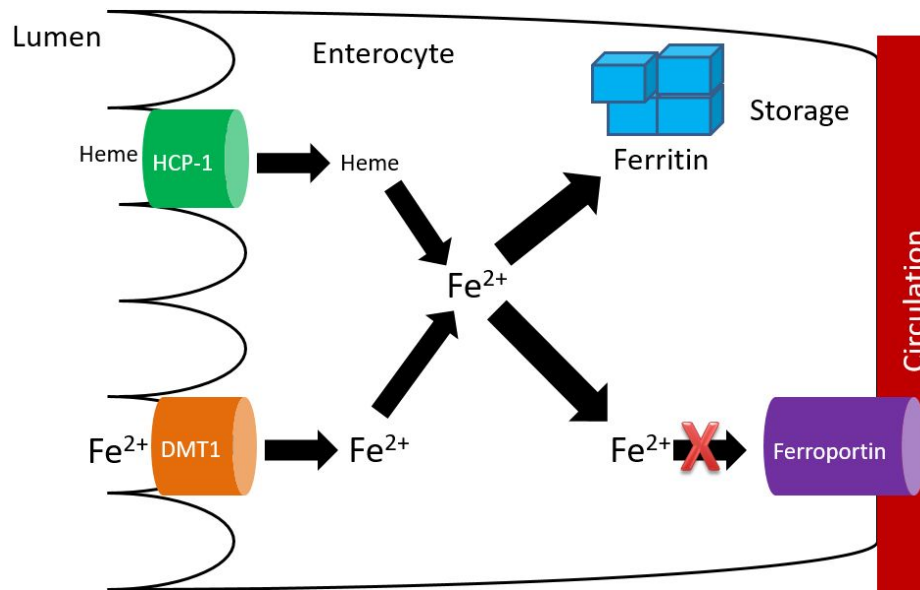 Lumen
Enterocyte
Storage
Ferritin
Heme
HCP-1
Heme
Fe²⁺
Circulation
Fe²⁺
DMT1
Fe²⁺
Fe²⁺
X
Ferroportin